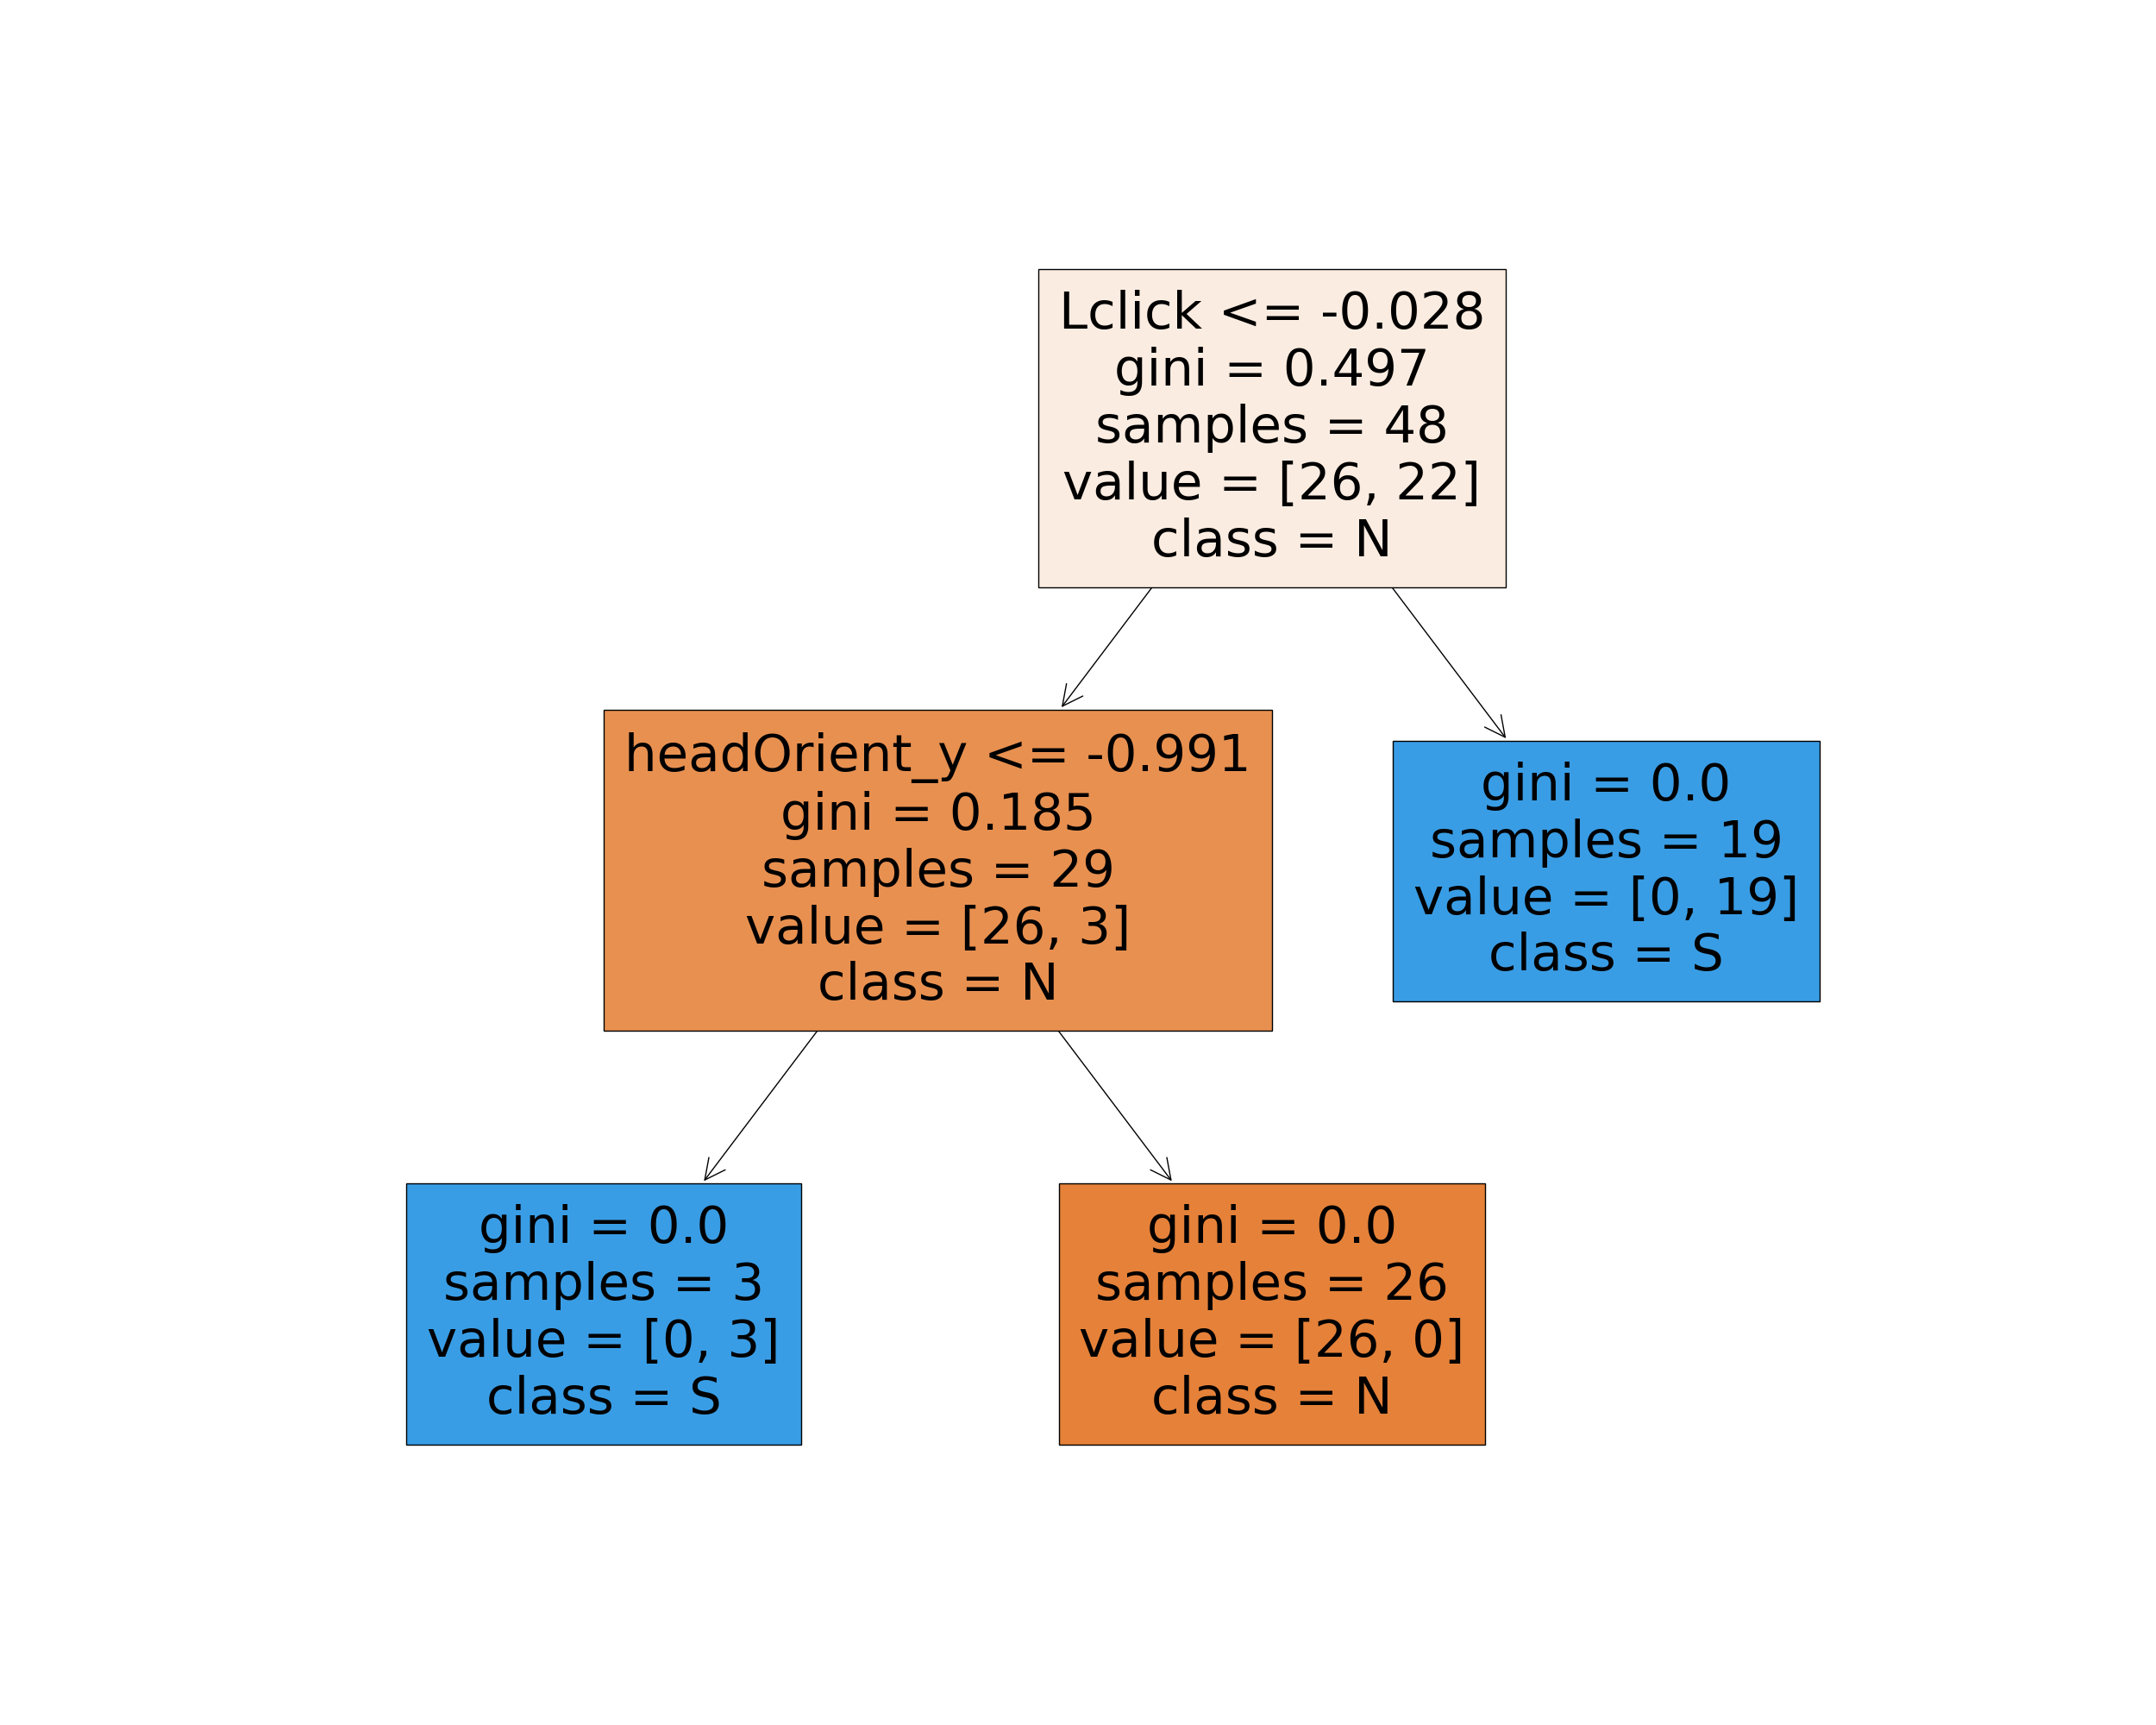 Lclick <= -0.028
gini = 0.497
samples = 48
value = [26, 22]
class = N
headOrient_y <= -0.991
gini = 0.185
samples = 29
value = [26, 3]
class = N
gini = 0.0
samples = 19
value = [0, 19]
class = S
gini = 0.0
samples = 3
value = [0, 3]
class = S
gini = 0.0
samples = 26
value = [26, 0]
class = N